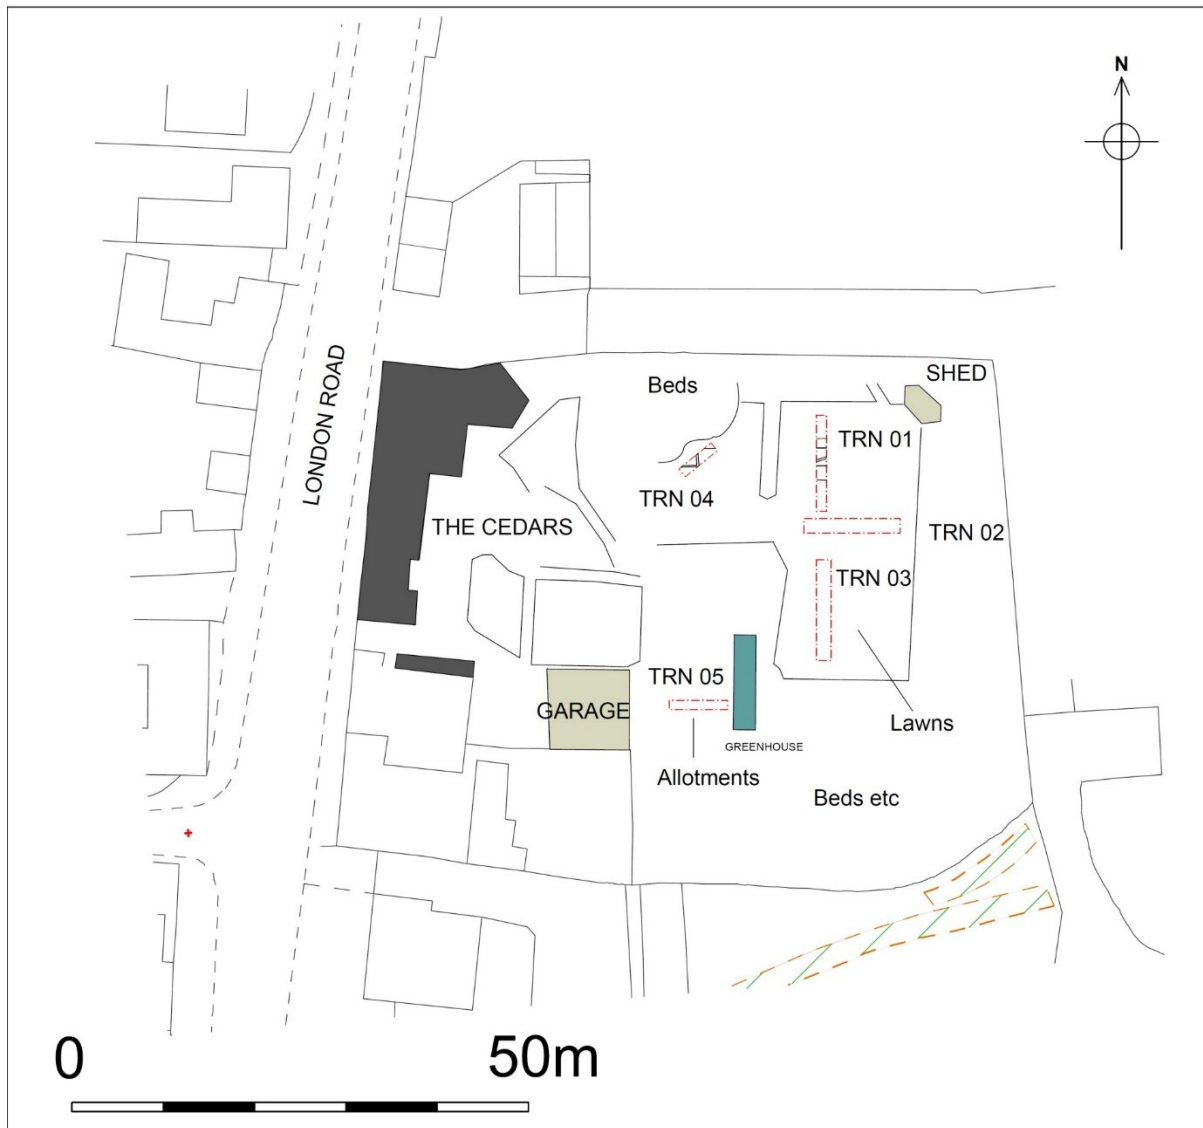 N
SHED
Beds
TRN 01
LONDON ROAD
TRN 04
THE CEDARS
TRN 02
TRN 03
TRN 05
GARAGE
Lawns
GREENHOUSE
Allotments
Beds etc
0 50m